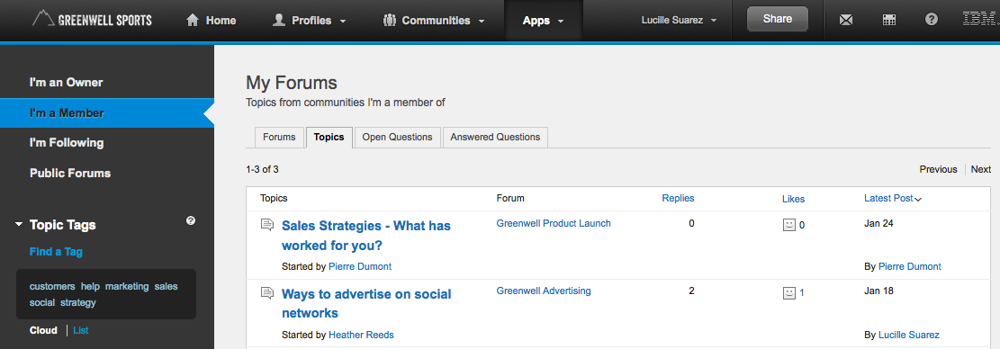 GREENWELL SPORTS Home Profiles Communities Apps Lucille Suarez Share ? IBM.
I'm an Owner
I'm a Member
I'm Following
Public Forums
Topic Tags ?
Find a Tag
customers help marketing sales
social strategy
Cloud | List
My Forums
Topics from communities I'm a member of
Forums Topics Open Questions Answered Questions
1-3 of 3 Previous | Next
Topics Forum Replies Likes Latest Post
Sales Strategies - What has Greenwell Product Launch 0 0 Jan 24
worked for you?
Started by Pierre Dumont By Pierre Dumont
Ways to advertise on social Greenwell Advertising 2 1 Jan 18
networks
Started by Heather Reeds By Lucille Suarez